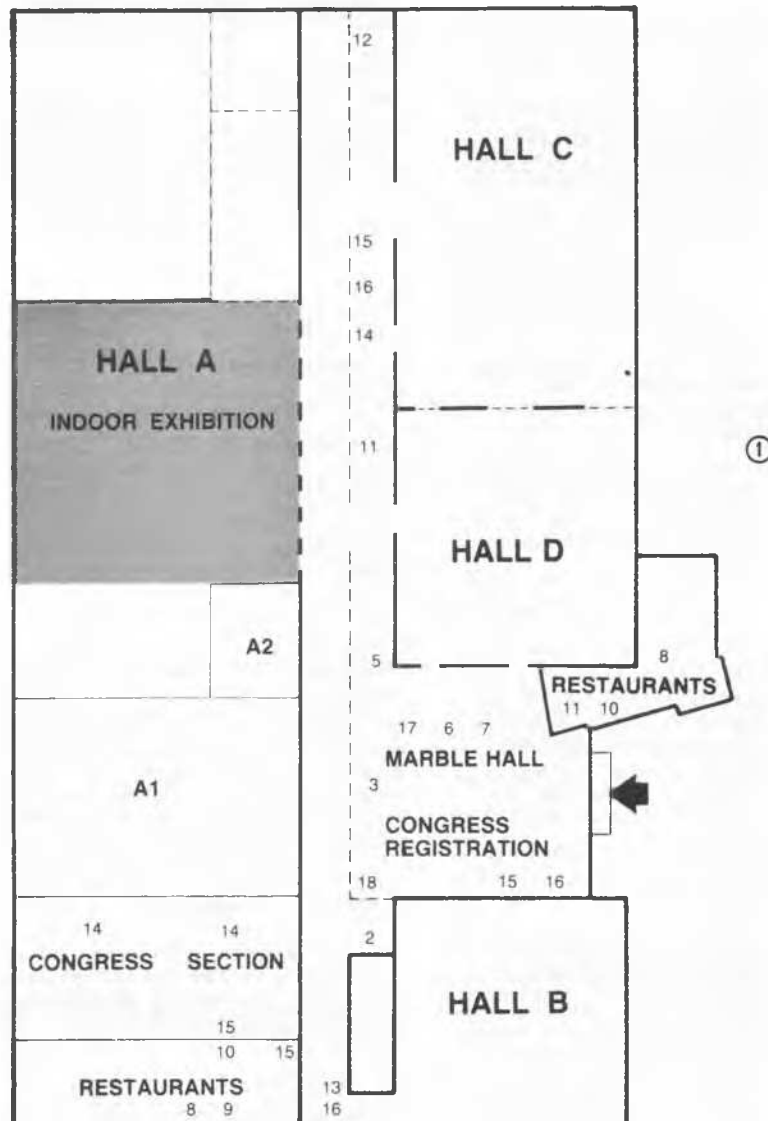 12
HALL C
15
16
14
HALL A
INDOOR EXHIBITION
11
①
HALL D
A2
5
8
RESTAURANTS
11 10
17 6 7
MARBLE HALL
3
A1
CONGRESS
REGISTRATION
18
15 16
14 14
2
CONGRESS SECTION
HALL B
15
10 15
RESTAURANTS
13
8 9
16